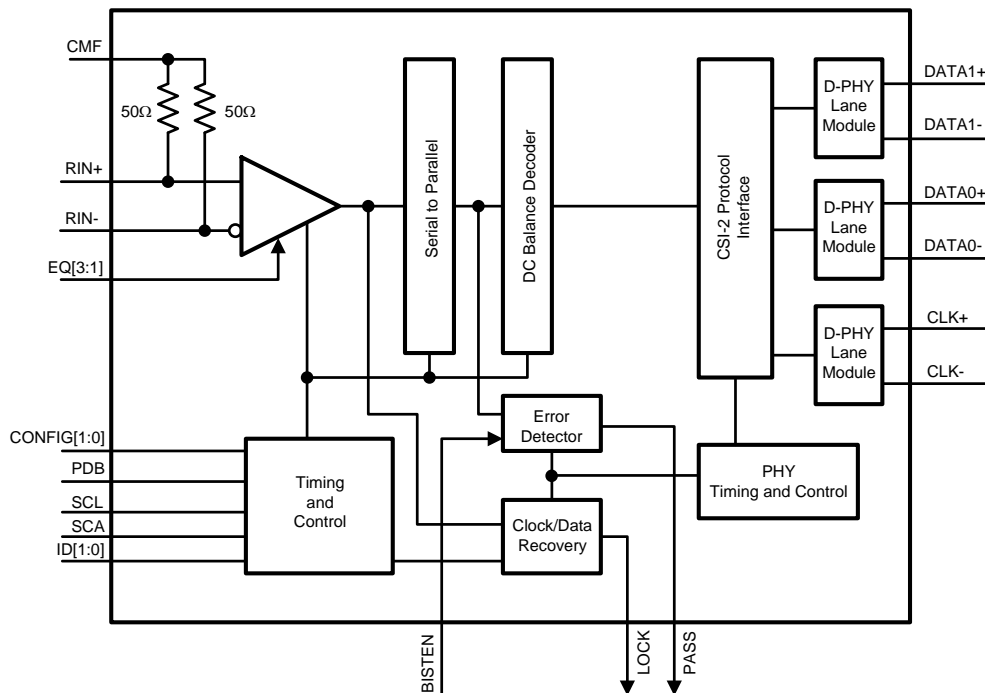 CMF
50Ω
50Ω
RIN+
RIN-
EQ[3:1]
Serial to Parallel
DC Balance Decoder
CSI-2 Protocol
Interface
D-PHY
Lane
Module
DATA1+
DATA1-
D-PHY
Lane
Module
DATA0+
DATA0-
D-PHY
Lane
Module
CLK+
CLK-
CONFIG[1:0]
PDB
SCL
SCA
ID[1:0]
Timing
and
Control
Error
Detector
Clock/Data
Recovery
PHY
Timing and Control
BISTEN
LOCK
PASS